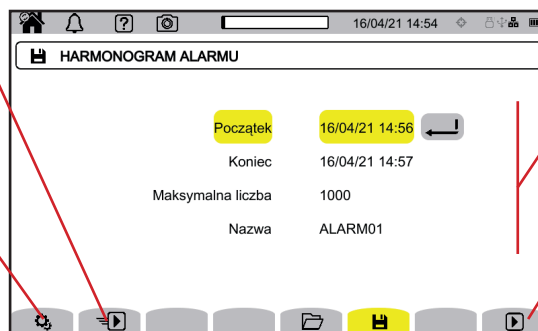 16/04/21 14:54
HARMONOGRAM ALARMU
Początek 16/04/21 14:56
Koniec 16/04/21 14:57
Maksymalna liczba 1000
Nazwa ALARM01